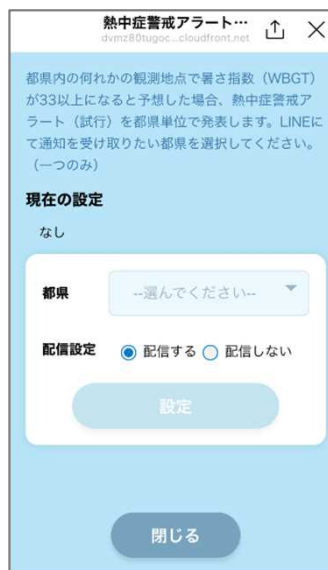 熱中症警戒アラート…
dvmz80tugoc...cloudfront.net
都県内の何れかの観測地点で暑さ指数（WBGT）
が33以上になると予想した場合、熱中症警戒ア
ラート（試行）を都県単位で発表します。LINEに
て通知を受け取りたい都県を選択してください。
（一つのみ）
現在の設定
なし
都県 --選んでください--
配信設定 配信する 配信しない
設定
閉じる